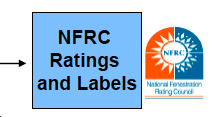 NFRC
Ratings
and Labels
NFRC
National Fenestration
Rating Council